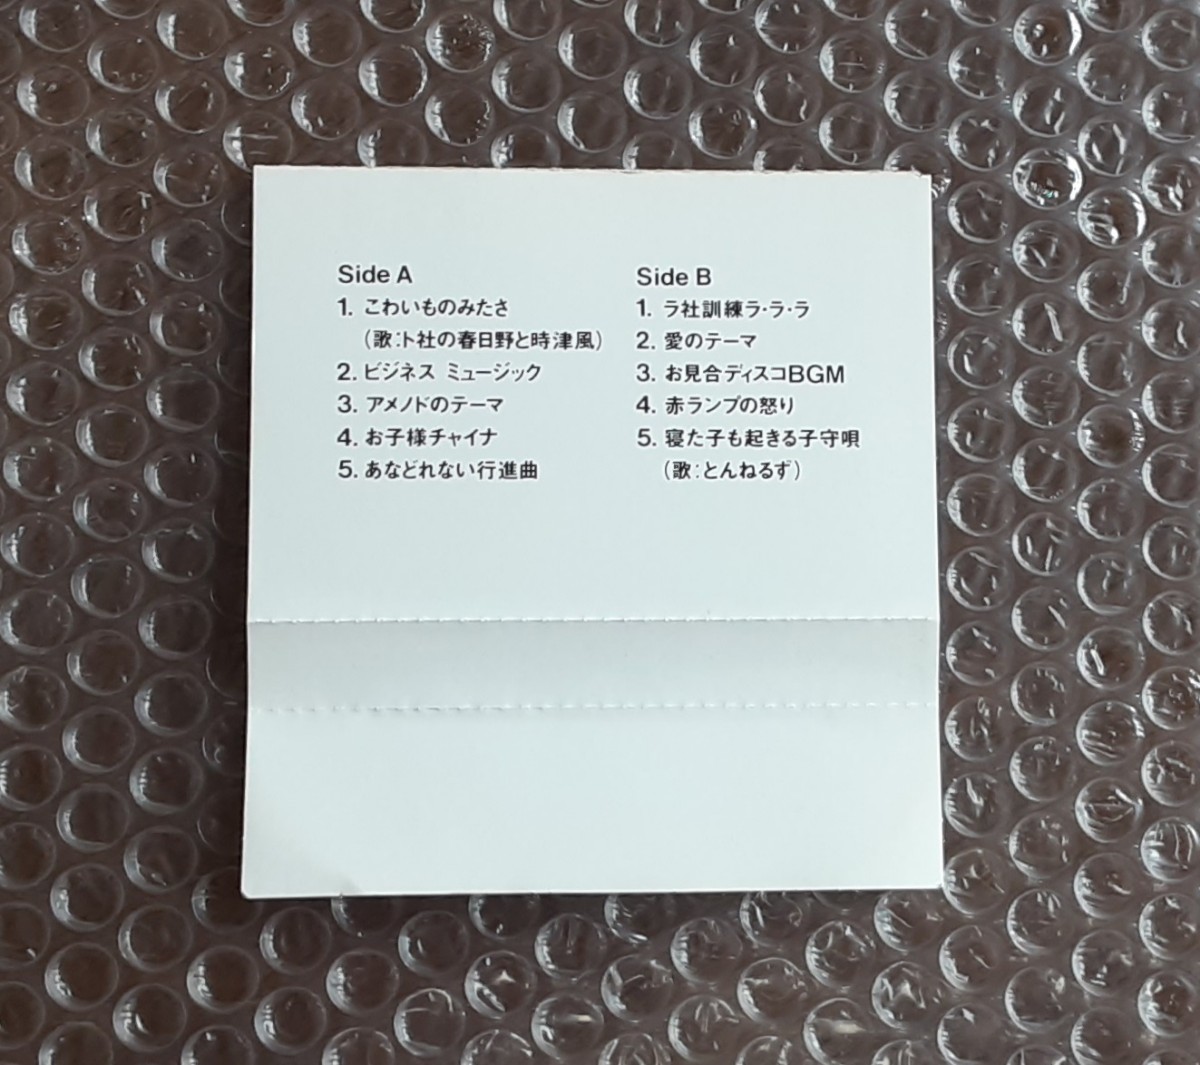 Side A
1. こわいものみたさ
(歌:ト社の春日野と時津風)
2. ビジネス ミュージック
3. アメノドのテーマ
4. お子様チャイナ
5. あなどれない行進曲
Side B
1. ラ社訓練ラ・ラ・ラ
2. 愛のテーマ
3. お見合ディスコBGM
4. 赤ランプの怒り
5. 寝た子も起きる子守唄
(歌:とんねるず)